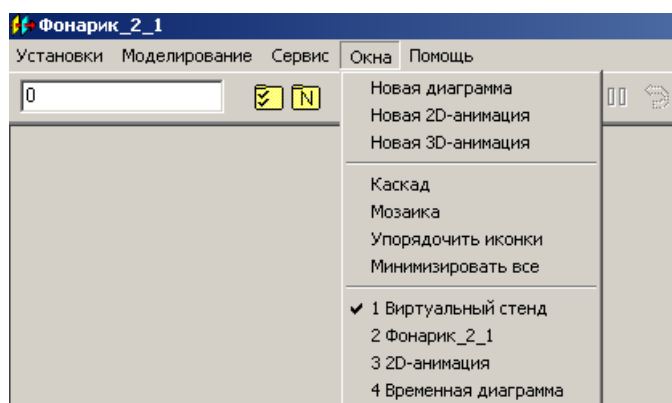 Фонарик_2_1
Установки Моделирование Сервис Окна Помощь
0
N
Новая диаграмма
Новая 2D-анимация
Новая 3D-анимация
Каскад
Мозаика
Упорядочить иконки
Минимизировать все
1 Виртуальный стенд
2 Фонарик_2_1
3 2D-анимация
4 Временная диаграмма